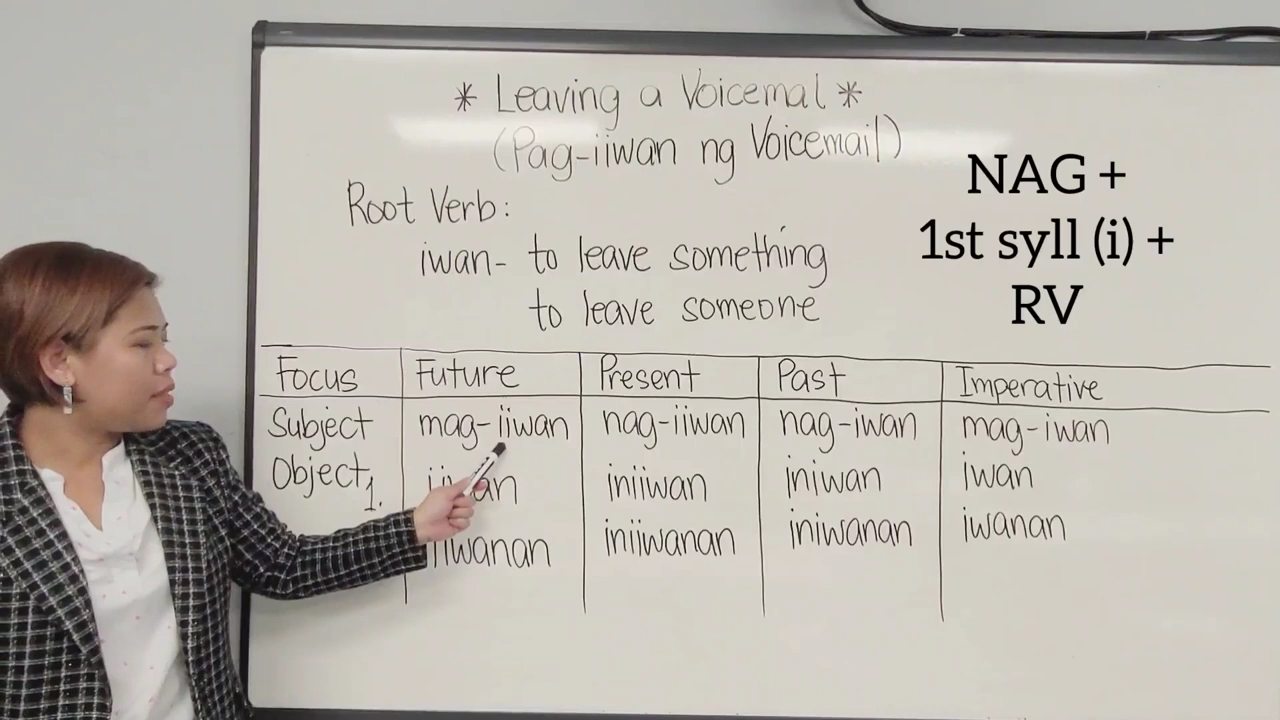 * Leaving a Voicemal *
(Pag-iiwan ng Voicemail)
NAG +
1st syll (i) +
RV
Root Verb:
iwan- to leave something
to leave someone
Focus Future Present Past Imperative
Subject mag-iiwan nag-iiwan nag-iwan mag-iwan
Object 1. iniiwan iniwan iwan
iiwanan iniiwanan iniwanan iwanan